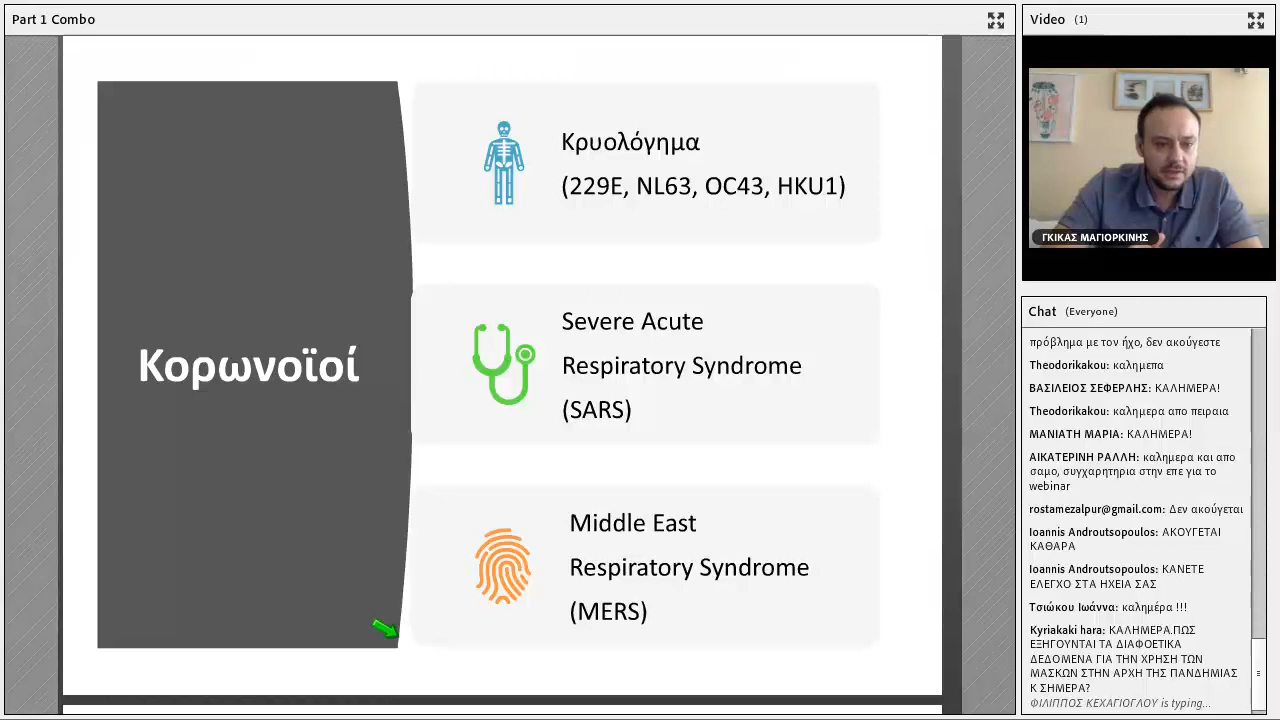 Part 1 Combo
Κορωνοϊοί
Κρυολόγημα
(229E, NL63, OC43, HKU1)
Severe Acute
Respiratory Syndrome
(SARS)
Middle East
Respiratory Syndrome
(MERS)
Video (1)
ΓΚΙΚΑΣ ΜΑΓΙΟΡΚΙΝΗΣ
Chat (Everyone)
πρόβλημα με τον ήχο, δεν ακούγεστε
Theodorikakou: καλημεπα
ΒΑΣΙΛΕΙΟΣ ΣΕΦΕΡΛΗΣ: ΚΑΛΗΜΕΡΑ!
Theodorikakou: καλημερα απο πειραια
ΜΑΝΙΑΤΗ ΜΑΡΙΑ: ΚΑΛΗΜΕΡΑ!
ΑΙΚΑΤΕΡΙΝΗ ΡΑΛΛΗ: καλημερα και απο
σαμο, συγχαρητηρια στην επε για το
webinar
rostamezalpur@gmail.com: Δεν ακούγεται
Ioannis Androutsopoulos: ΑΚΟΥΓΕΤΑΙ
ΚΑΘΑΡΑ
Ioannis Androutsopoulos: ΚΑΝΕΤΕ
ΕΛΕΓΧΟ ΣΤΑ ΗΧΕΙΑ ΣΑΣ
Τσιώκου Ιωάννα: καλημέρα !!!
Kyriakaki hara: ΚΑΛΗΜΕΡΑ.ΠΩΣ
ΕΞΗΓΟΥΝΤΑΙ ΤΑ ΔΙΑΦΟΕΤΙΚΑ
ΔΕΔΟΜΕΝΑ ΓΙΑ ΤΗΝ ΧΡΗΣΗ ΤΩΝ
ΜΑΣΚΩΝ ΣΤΗΝ ΑΡΧΗ ΤΗΣ ΠΑΝΔΗΜΙΑΣ
Κ ΣΗΜΕΡΑ?
ΦΙΛΙΠΠΟΣ ΚΕΧΑΓΙΟΓΛΟΥ is typing...